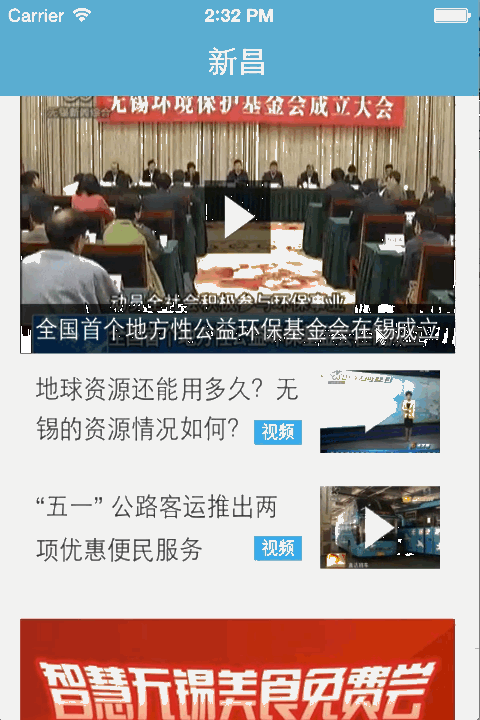 Carrier
2:32 PM
新昌
无锡环境保护基金会成立大会
动员全社会积极参与环保事业
全国首个地方性公益环保基金会在锡成立
地球资源还能用多久？无
锡的资源情况如何？
视频
“五一” 公路客运推出两
项优惠便民服务
视频
智慧无锡美食免费尝